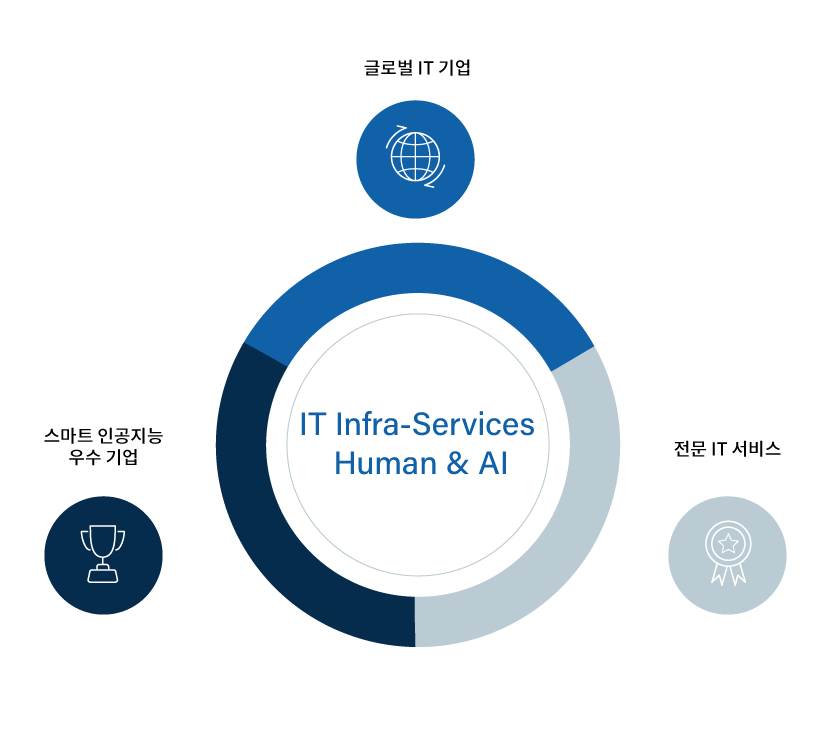 글로벌 IT 기업
IT Infra-Services
Human & AI
스마트 인공지능
우수 기업
전문 IT 서비스